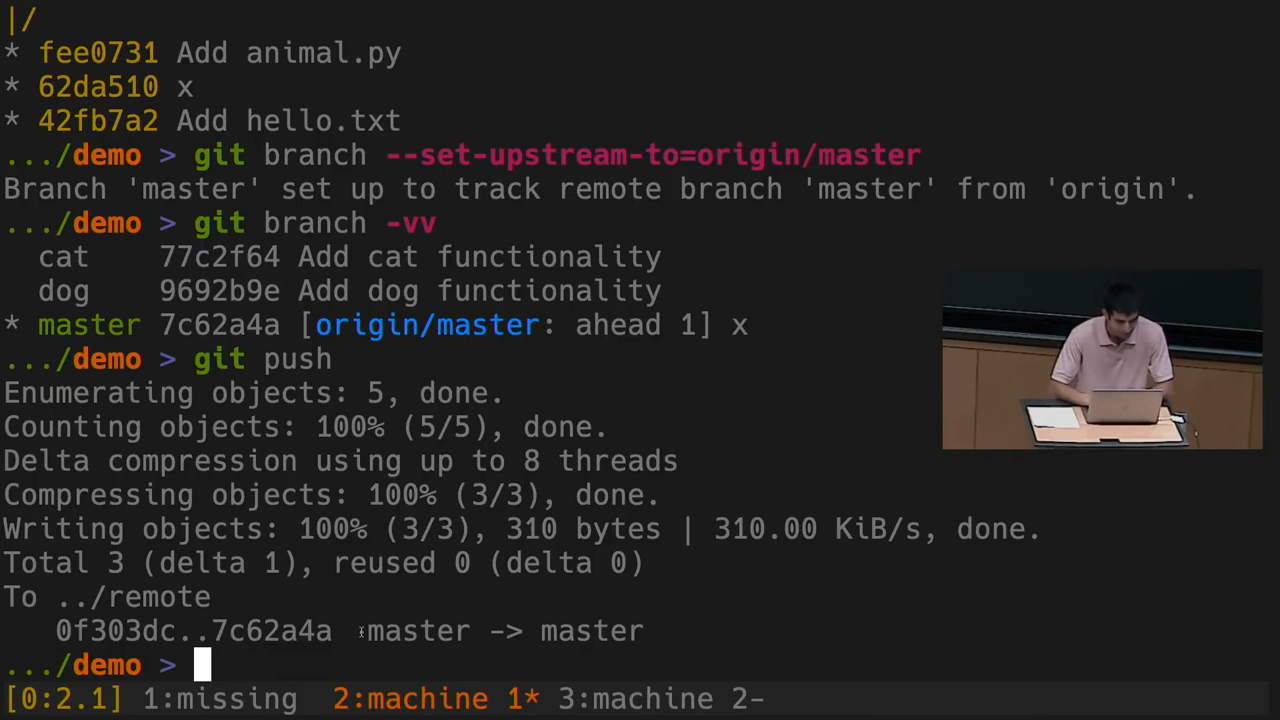 |/
* fee0731 Add animal.py
* 62da510 x
* 42fb7a2 Add hello.txt
.../demo > git branch --set-upstream-to=origin/master
Branch 'master' set up to track remote branch 'master' from 'origin'.
.../demo > git branch -vv
  cat    77c2f64 Add cat functionality
  dog    9692b9e Add dog functionality
* master 7c62a4a [origin/master: ahead 1] x
.../demo > git push
Enumerating objects: 5, done.
Counting objects: 100% (5/5), done.
Delta compression using up to 8 threads
Compressing objects: 100% (3/3), done.
Writing objects: 100% (3/3), 310 bytes | 310.00 KiB/s, done.
Total 3 (delta 1), reused 0 (delta 0)
To ../remote
   0f303dc..7c62a4a  master -> master
.../demo >
[0:2.1] 1:missing  2:machine 1* 3:machine 2-